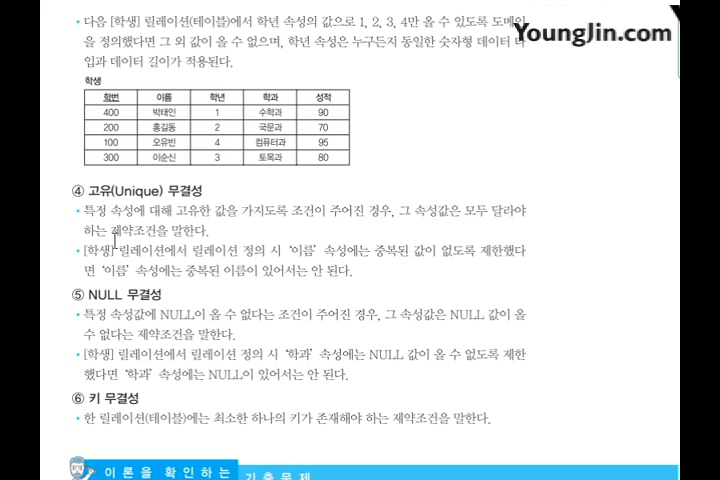 • 다음 [학생] 릴레이션(테이블)에서 학년 속성의 값으로 1, 2, 3, 4만 올 수 있도록 도메인
을 정의했다면 그 외 값이 올 수 없으며, 학년 속성은 누구든지 동일한 숫자형 데이터 타
입과 데이터 길이가 적용된다.
YoungJin.com
학생
학번 이름 학년 학과 성적
400 박태인 1 수학과 90
200 홍길동 2 국문과 70
100 오유빈 4 컴퓨터과 95
300 이순신 3 토목과 80
④ 고유(Unique) 무결성
• 특정 속성에 대해 고유한 값을 가지도록 조건이 주어진 경우, 그 속성값은 모두 달라야
하는 제약조건을 말한다.
• [학생] 릴레이션에서 릴레이션 정의 시 ‘이름’ 속성에는 중복된 값이 없도록 제한했다
면 ‘이름’ 속성에는 중복된 이름이 있어서는 안 된다.
⑤ NULL 무결성
• 특정 속성값에 NULL이 올 수 없다는 조건이 주어진 경우, 그 속성값은 NULL 값이 올
수 없다는 제약조건을 말한다.
• [학생] 릴레이션에서 릴레이션 정의 시 ‘학과’ 속성에는 NULL 값이 올 수 없도록 제한
했다면 ‘학과’ 속성에는 NULL이 있어서는 안 된다.
⑥ 키 무결성
• 한 릴레이션(테이블)에는 최소한 하나의 키가 존재해야 하는 제약조건을 말한다.
이론을 확인하는 기출문제